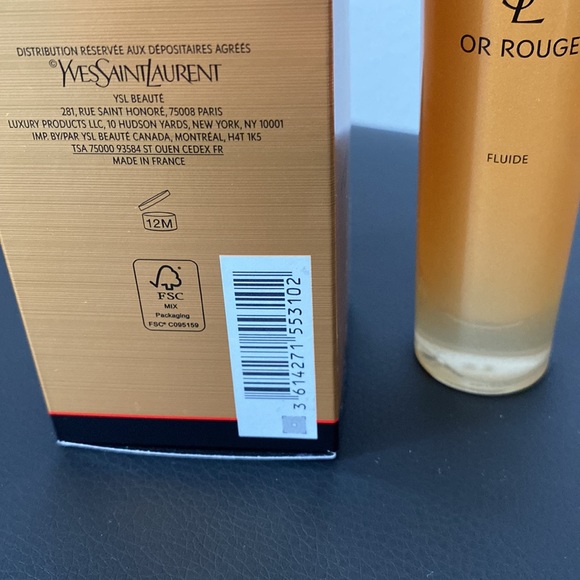 DISTRIBUTION RÉSERVÉE AUX DÉPOSITAIRES AGRÉÉS
©YVESSAINTLAURENT
YSL BEAUTÉ
281, RUE SAINT HONORÉ, 75008 PARIS
LUXURY PRODUCTS LLC, 10 HUDSON YARDS, NEW YORK, NY 10001
IMP. BY/PAR YSL BEAUTÉ CANADA, MONTRÉAL, H4T 1K5
TSA 75000 93584 ST OUEN CEDEX FR
MADE IN FRANCE
12M
FSC
MIX
Packaging
FSC® C095159
3 614271 553102
OR ROUGE
FLUIDE